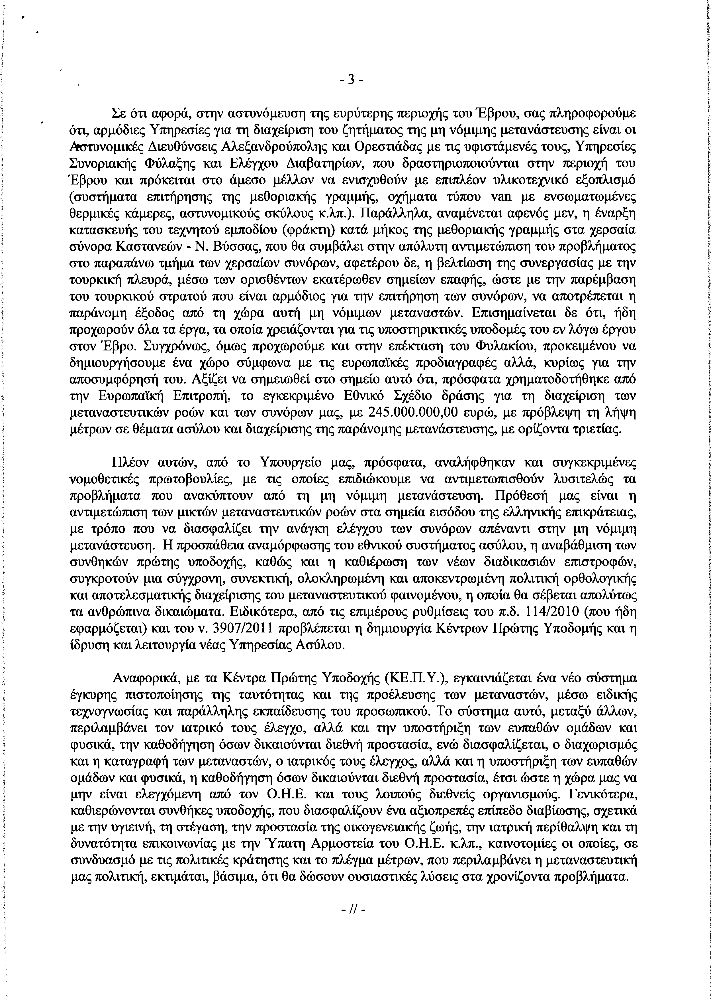 - 3 -
Σε ότι αφορά, στην αστυνόμευση της ευρύτερης περιοχής του Έβρου, σας πληροφορούμε
ότι, αρμόδιες Υπηρεσίες για τη διαχείριση του ζητήματος της μη νόμιμης μετανάστευσης είναι οι
Αστυνομικές Διευθύνσεις Αλεξανδρούπολης και Ορεστιάδας με τις υφιστάμενές τους, Υπηρεσίες
Συνοριακής Φύλαξης και Ελέγχου Διαβατηρίων, που δραστηριοποιούνται στην περιοχή του
Έβρου και πρόκειται στο άμεσο μέλλον να ενισχυθούν με επιπλέον υλικοτεχνικό εξοπλισμό
(συστήματα επιτήρησης της μεθοριακής γραμμής, οχήματα τύπου van με ενσωματωμένες
θερμικές κάμερες, αστυνομικούς σκύλους κ.λπ.). Παράλληλα, αναμένεται αφενός μεν, η έναρξη
κατασκευής του τεχνητού εμποδίου (φράκτη) κατά μήκος της μεθοριακής γραμμής στα χερσαία
σύνορα Καστανεών - Ν. Βύσσας, που θα συμβάλει στην απόλυτη αντιμετώπιση του προβλήματος
στο παραπάνω τμήμα των χερσαίων συνόρων, αφετέρου δε, η βελτίωση της συνεργασίας με την
τουρκική πλευρά, μέσω των ορισθέντων εκατέρωθεν σημείων επαφής, ώστε με την παρέμβαση
του τουρκικού στρατού που είναι αρμόδιος για την επιτήρηση των συνόρων, να αποτρέπεται η
παράνομη έξοδος από τη χώρα αυτή μη νόμιμων μεταναστών. Επισημαίνεται δε ότι, ήδη
προχωρούν όλα τα έργα, τα οποία χρειάζονται για τις υποστηρικτικές υποδομές του εν λόγω έργου
στον Έβρο. Συγχρόνως, όμως προχωρούμε και στην επέκταση του Φυλακίου, προκειμένου να
δημιουργήσουμε ένα χώρο σύμφωνα με τις ευρωπαϊκές προδιαγραφές αλλά, κυρίως για την
αποσυμφόρησή του. Αξίζει να σημειωθεί στο σημείο αυτό ότι, πρόσφατα χρηματοδοτήθηκε από
την Ευρωπαϊκή Επιτροπή, το εγκεκριμένο Εθνικό Σχέδιο δράσης για τη διαχείριση των
μεταναστευτικών ροών και των συνόρων μας, με 245.000.000,00 ευρώ, με πρόβλεψη τη λήψη
μέτρων σε θέματα ασύλου και διαχείρισης της παράνομης μετανάστευσης, με ορίζοντα τριετίας.
Πλέον αυτών, από το Υπουργείο μας, πρόσφατα, αναλήφθηκαν και συγκεκριμένες
νομοθετικές πρωτοβουλίες, με τις οποίες επιδιώκουμε να αντιμετωπισθούν λυσιτελώς τα
προβλήματα που ανακύπτουν από τη μη νόμιμη μετανάστευση. Πρόθεσή μας είναι η
αντιμετώπιση των μικτών μεταναστευτικών ροών στα σημεία εισόδου της ελληνικής επικράτειας,
με τρόπο που να διασφαλίζει την ανάγκη ελέγχου των συνόρων απέναντι στην μη νόμιμη
μετανάστευση. Η προσπάθεια αναμόρφωσης του εθνικού συστήματος ασύλου, η αναβάθμιση των
συνθηκών πρώτης υποδοχής, καθώς και η καθιέρωση των νέων διαδικασιών επιστροφών,
συγκροτούν μια σύγχρονη, συνεκτική, ολοκληρωμένη και αποκεντρωμένη πολιτική ορθολογικής
και αποτελεσματικής διαχείρισης του μεταναστευτικού φαινομένου, η οποία θα σέβεται απολύτως
τα ανθρώπινα δικαιώματα. Ειδικότερα, από τις επιμέρους ρυθμίσεις του π.δ. 114/2010 (που ήδη
εφαρμόζεται) και του ν. 3907/2011 προβλέπεται η δημιουργία Κέντρων Πρώτης Υποδομής και η
ίδρυση και λειτουργία νέας Υπηρεσίας Ασύλου.
Αναφορικά, με τα Κέντρα Πρώτης Υποδοχής (ΚΕ.Π.Υ.), εγκαινιάζεται ένα νέο σύστημα
έγκυρης πιστοποίησης της ταυτότητας και της προέλευσης των μεταναστών, μέσω ειδικής
τεχνογνωσίας και παράλληλης εκπαίδευσης του προσωπικού. Το σύστημα αυτό, μεταξύ άλλων,
περιλαμβάνει τον ιατρικό τους έλεγχο, αλλά και την υποστήριξη των ευπαθών ομάδων και
φυσικά, την καθοδήγηση όσων δικαιούνται διεθνή προστασία, ενώ διασφαλίζεται, ο διαχωρισμός
και η καταγραφή των μεταναστών, ο ιατρικός τους έλεγχος, αλλά και η υποστήριξη των ευπαθών
ομάδων και φυσικά, η καθοδήγηση όσων δικαιούνται διεθνή προστασία, έτσι ώστε η χώρα μας να
μην είναι ελεγχόμενη από τον Ο.Η.Ε. και τους λοιπούς διεθνείς οργανισμούς. Γενικότερα,
καθιερώνονται συνθήκες υποδοχής, που διασφαλίζουν ένα αξιοπρεπές επίπεδο διαβίωσης, σχετικά
με την υγιεινή, τη στέγαση, την προστασία της οικογενειακής ζωής, την ιατρική περίθαλψη και τη
δυνατότητα επικοινωνίας με την Ύπατη Αρμοστεία του Ο.Η.Ε. κ.λπ., καινοτομίες οι οποίες, σε
συνδυασμό με τις πολιτικές κράτησης και το πλέγμα μέτρων, που περιλαμβάνει η μεταναστευτική
μας πολιτική, εκτιμάται, βάσιμα, ότι θα δώσουν ουσιαστικές λύσεις στα χρονίζοντα προβλήματα.
- // -